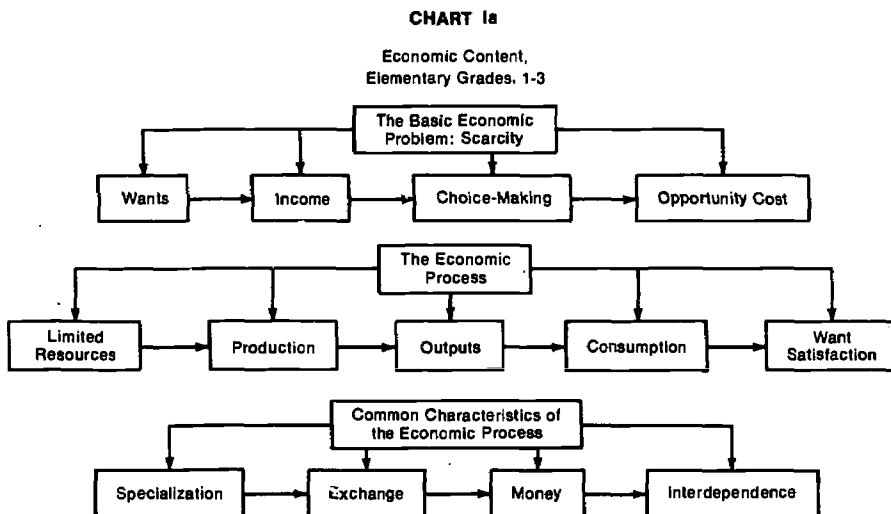 CHART Ia
Economic Content,
Elementary Grades, 1-3
The Basic Economic
Problem: Scarcity
Wants
Income
Choice-Making
Opportunity Cost
The Economic
Process
Limited
Resources
Production
Outputs
Consumption
Want
Satisfaction
Common Characteristics of
the Economic Process
Specialization
Exchange
Money
Interdependence